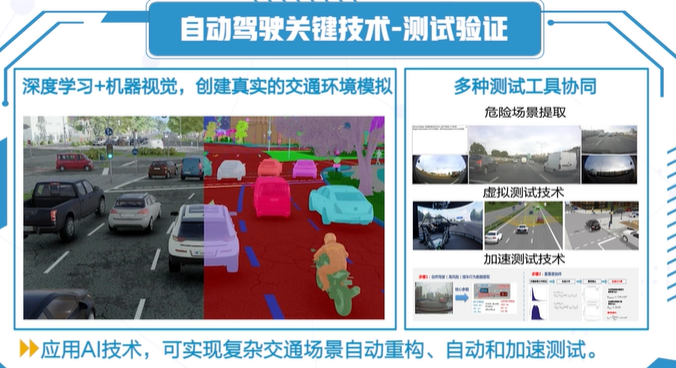 自动驾驶关键技术-测试验证
深度学习+机器视觉，创建真实的交通环境模拟
多种测试工具协同
危险场景提取
虚拟测试技术
加速测试技术
应用AI技术，可实现复杂交通场景自动重构、自动和加速测试。